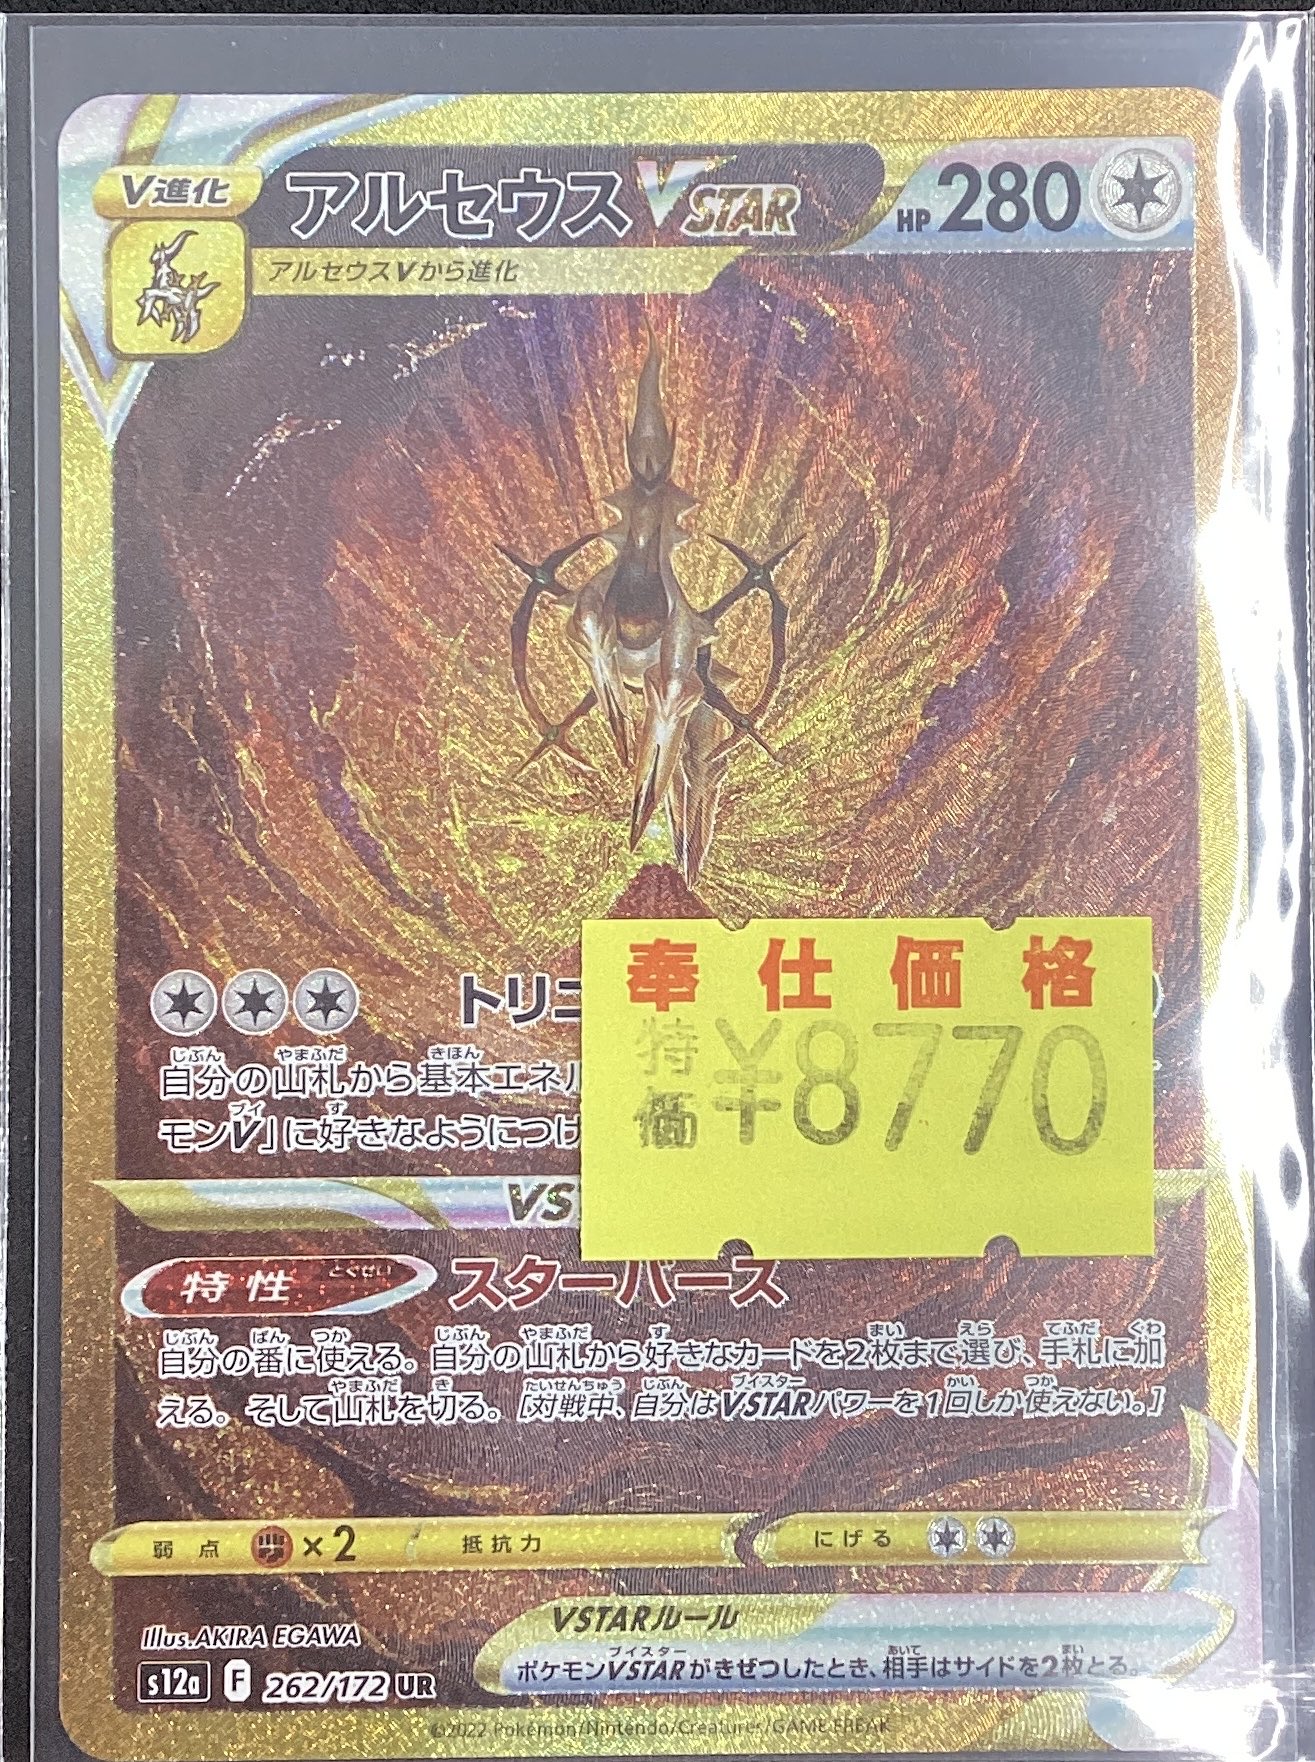 V進化
アルセウスVSTAR
HP 280
アルセウスVから進化
奉仕価格
特価 ¥8770
トリニ
自分の山札から基本エネル
モンV」に好きなようにつけ
VS
特性 スターバース
自分の番に使える。自分の山札から好きなカードを2枚まで選び、手札に加
える。そして山札を切る。[対戦中、自分はVSTARパワーを1回しか使えない。]
弱点 ×2 抵抗力 にげる
Illus.AKIRA EGAWA
VSTARルール
ポケモンVSTARがきぜつしたとき、相手はサイドを2枚とる。
s12a F 262/172 UR
©2022 Pokémon/Nintendo/Creatures/GAME FREAK